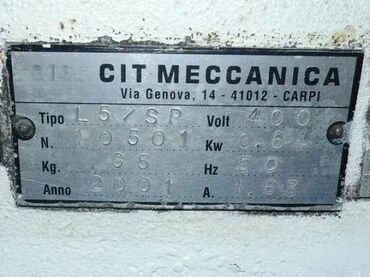 CIT MECCANICA
Via Genova, 14 - 41012 - CARPI
Tipo L5/SP Volt 400
N. 10501 Kw 0.64
Kg. 65 Hz 50
Anno 2001 A. 1.63